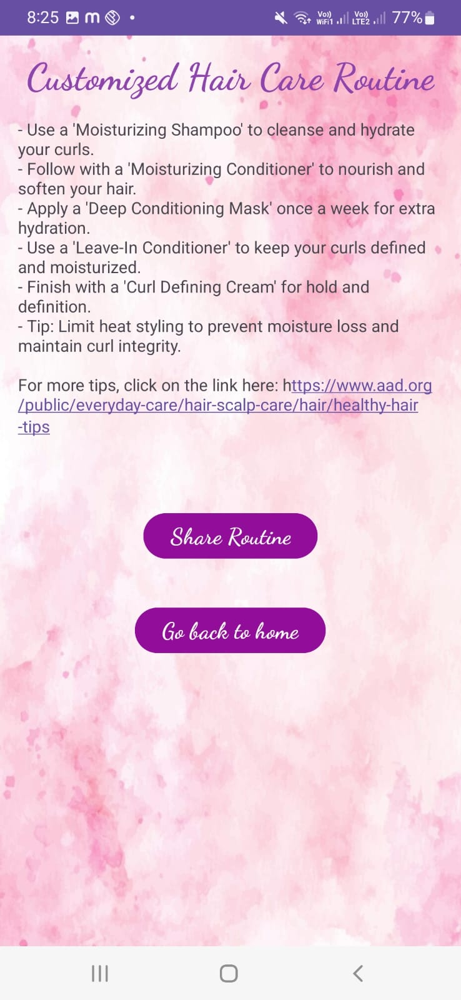 8:25 m
Vo)) WiFi1 Vo)) LTE2 77%
Customized Hair Care Routine
- Use a 'Moisturizing Shampoo' to cleanse and hydrate
your curls.
- Follow with a 'Moisturizing Conditioner' to nourish and
soften your hair.
- Apply a 'Deep Conditioning Mask' once a week for extra
hydration.
- Use a 'Leave-In Conditioner' to keep your curls defined
and moisturized.
- Finish with a 'Curl Defining Cream' for hold and
definition.
- Tip: Limit heat styling to prevent moisture loss and
maintain curl integrity.
For more tips, click on the link here: https://www.aad.org
/public/everyday-care/hair-scalp-care/hair/healthy-hair
-tips
Share Routine
Go back to home